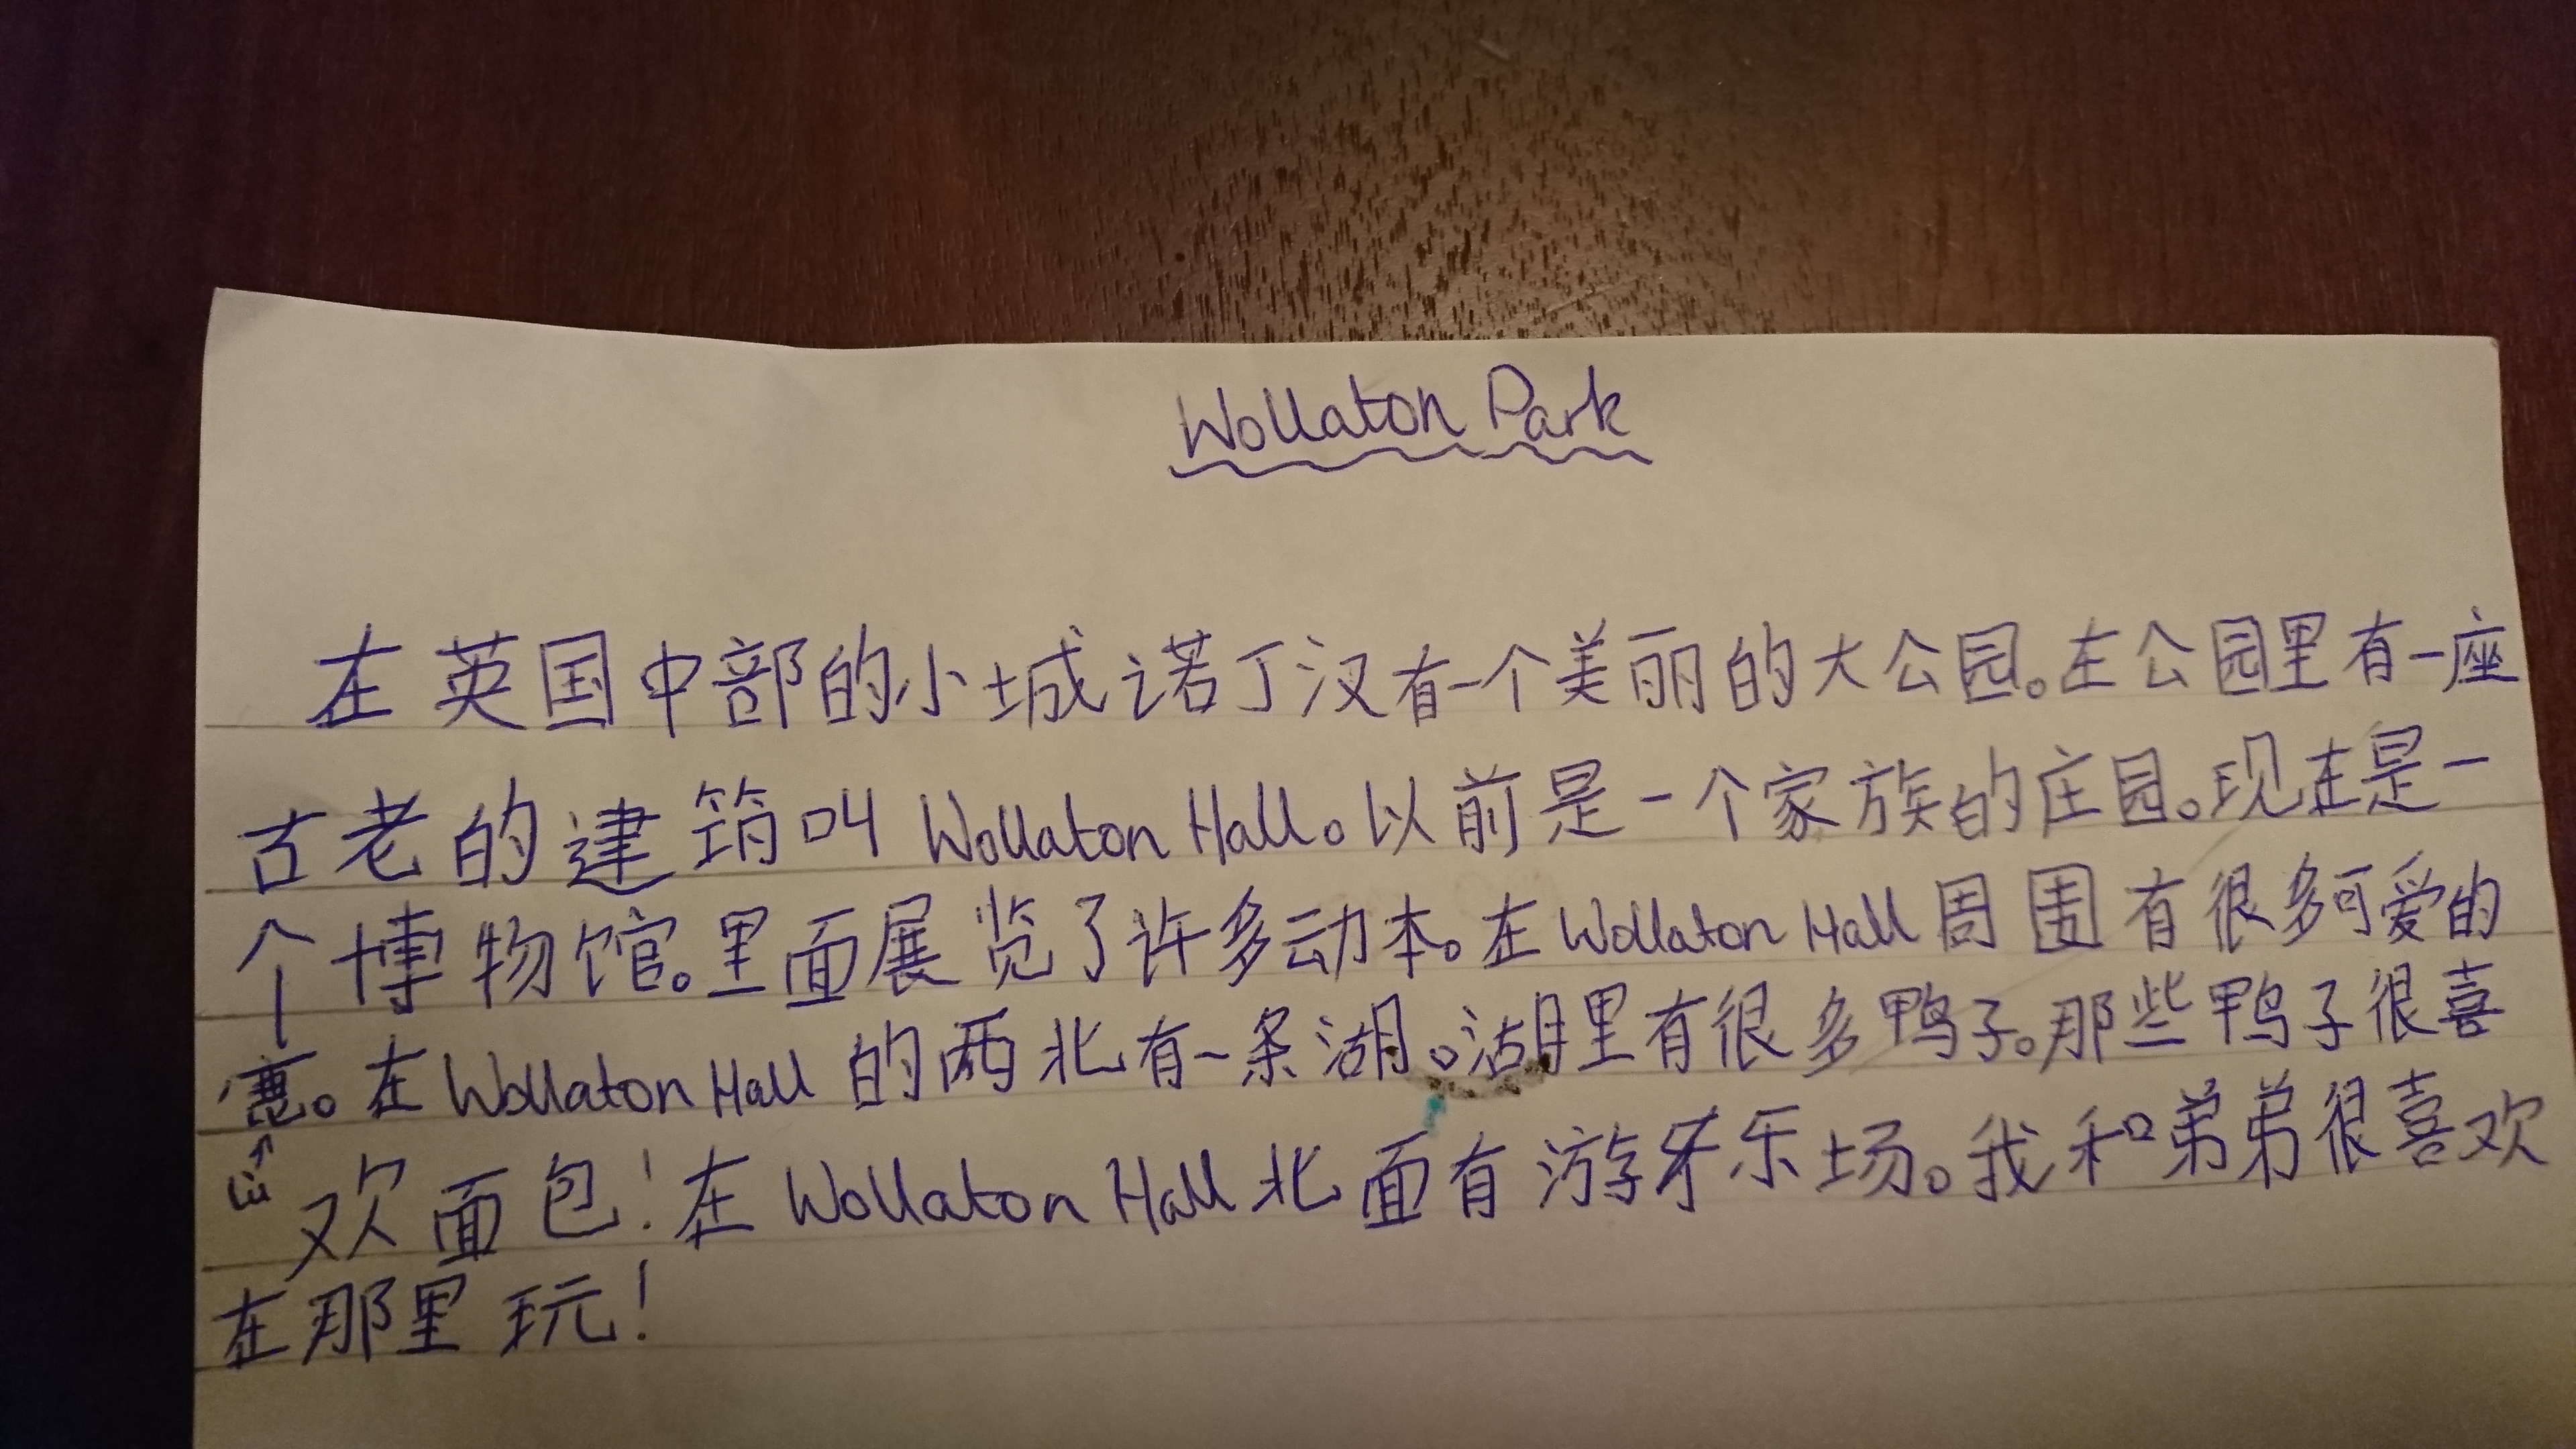 Wollaton Park
在英国中部的小城诺丁汉有一个美丽的大公园。在公园里有一座
古老的建筑叫 Wollaton Hall。以前是一个家族的庄园。现在是一
个博物馆。里面展览了许多动本。在 Wollaton Hall 周围有很多可爱的
鹿。在 Wollaton Hall 的西北有一条湖。湖里有很多鸭子。那些鸭子很喜
欢面包!在 Wollaton Hall 北面有游牙乐场。我和弟弟很喜欢
在那里玩!